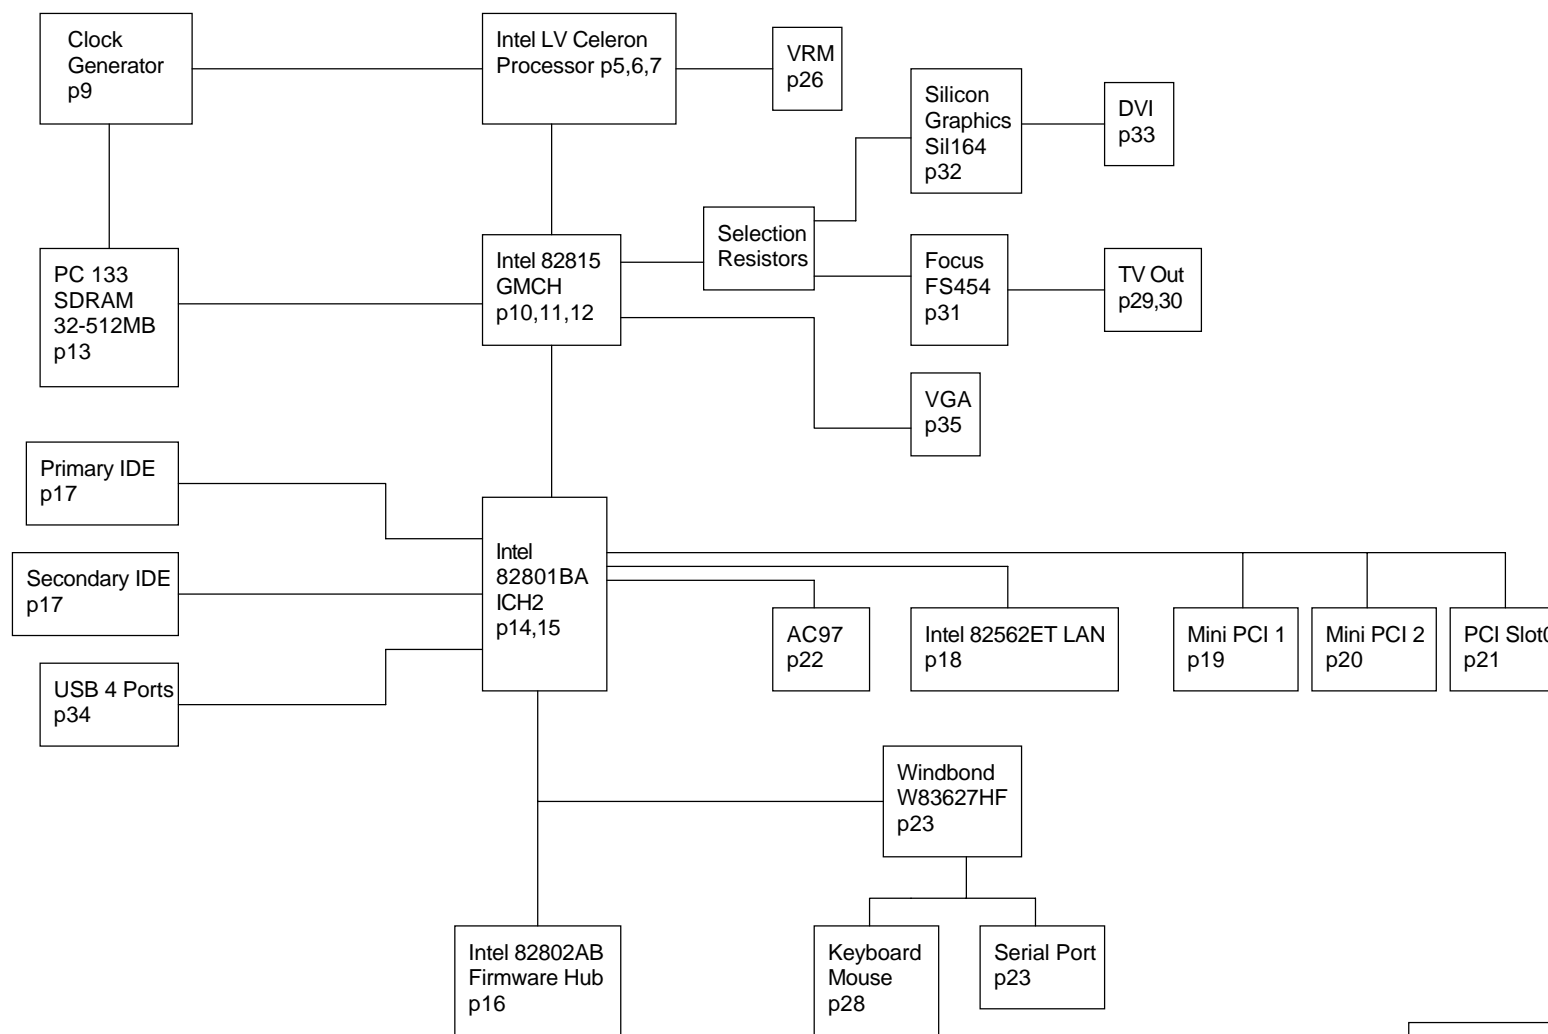 Clock
Generator
p9
Intel LV Celeron
Processor p5,6,7
VRM
p26
Silicon
Graphics
SiI164
p32
DVI
p33
Selection
Resistors
PC 133
SDRAM
32-512MB
p13
Intel 82815
GMCH
p10,11,12
Focus
FS454
p31
TV Out
p29,30
VGA
p35
Primary IDE
p17
Secondary IDE
p17
USB 4 Ports
p34
Intel
82801BA
ICH2
p14,15
AC97
p22
Intel 82562ET LAN
p18
Mini PCI 1
p19
Mini PCI 2
p20
PCI Slot0
p21
Windbond
W83627HF
p23
Intel 82802AB
Firmware Hub
p16
Keyboard
Mouse
p28
Serial Port
p23